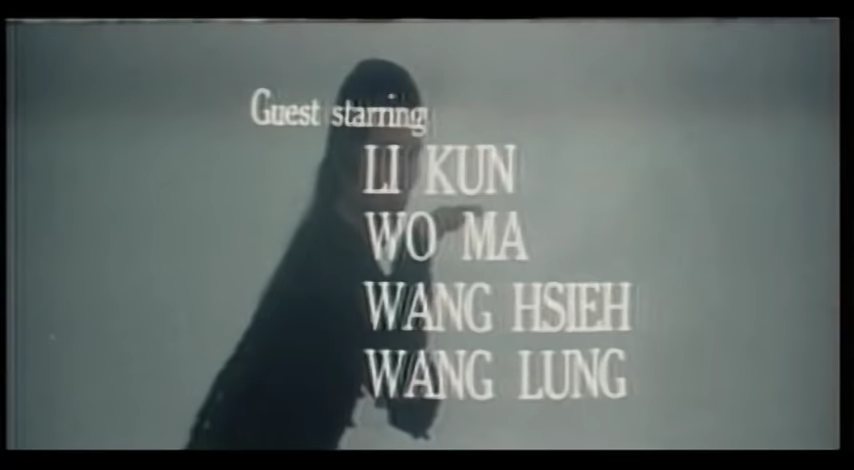 Guest starring
LI KUN
WO MA
WANG HSIEH
WANG LUNG